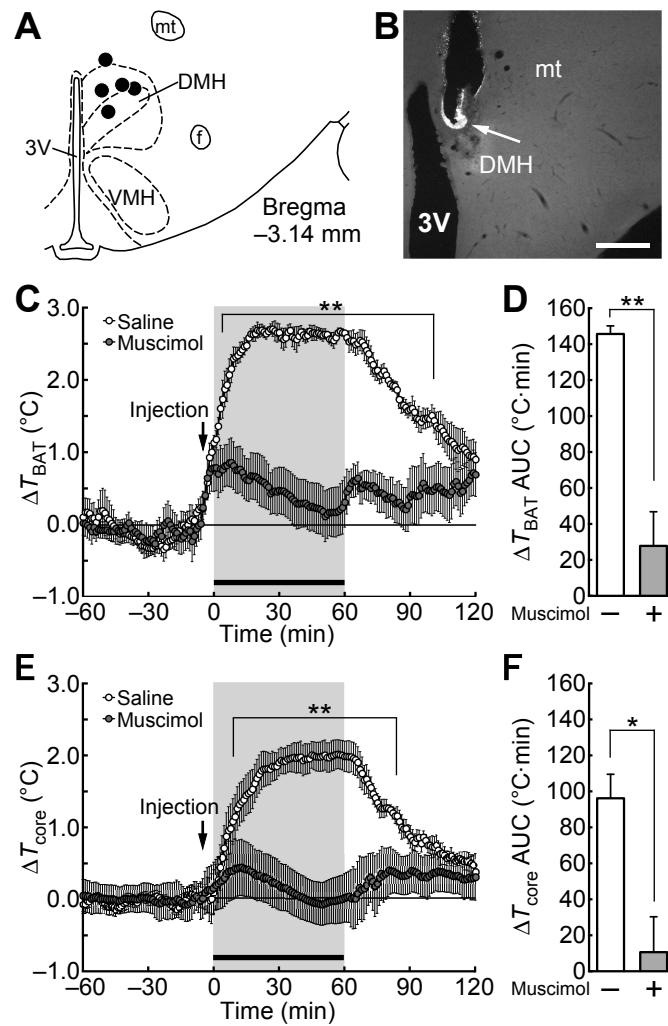 A
mt
DMH
f
3V
VMH
Bregma
–3.14 mm
B
mt
DMH
3V
C
3.0
2.0
1.0
0.0
–1.0
ΔTBAT (°C)
Saline
Muscimol
**
Injection
–60
–30
0
30
60
90
120
Time (min)
D
160
140
120
100
80
60
40
20
0
ΔTBAT AUC (°C·min)
**
Muscimol – +
E
3.0
2.0
1.0
0.0
–1.0
ΔTcore (°C)
Saline
Muscimol
**
Injection
–60
–30
0
30
60
90
120
Time (min)
F
160
140
120
100
80
60
40
20
0
ΔTcore AUC (°C·min)
*
Muscimol – +